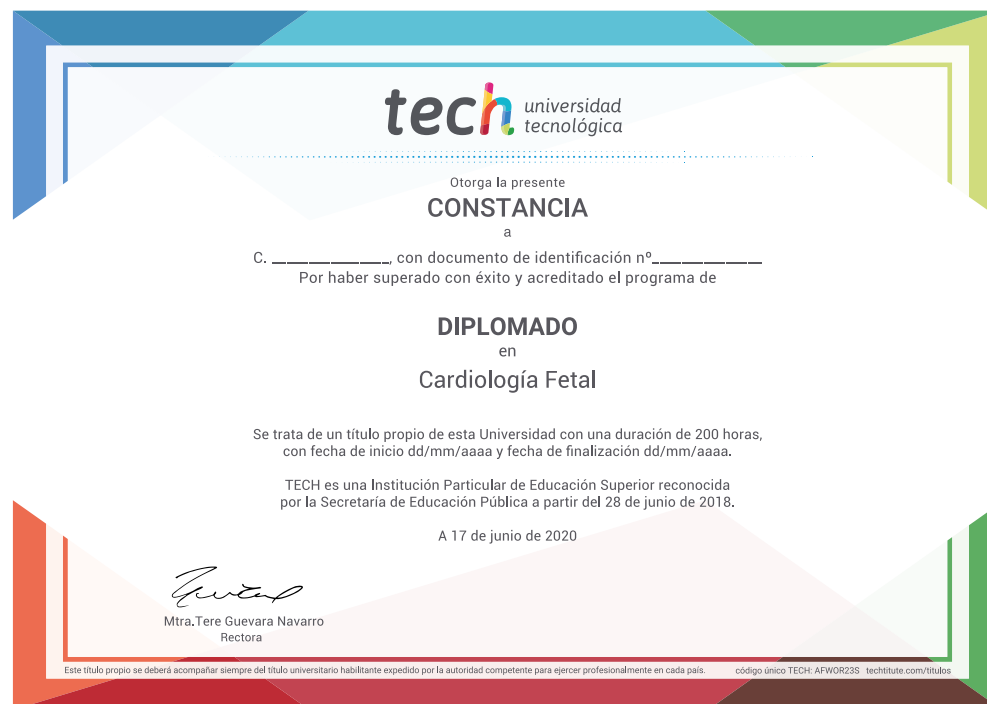 tech universidad
tecnológica
Otorga la presente
CONSTANCIA
a
C. ______________, con documento de identificación nº_____________
Por haber superado con éxito y acreditado el programa de
DIPLOMADO
en
Cardiología Fetal
Se trata de un título propio de esta Universidad con una duración de 200 horas,
con fecha de inicio dd/mm/aaaa y fecha de finalización dd/mm/aaaa.
TECH es una Institución Particular de Educación Superior reconocida
por la Secretaría de Educación Pública a partir del 28 de junio de 2018.
A 17 de junio de 2020
Mtra.Tere Guevara Navarro
Rectora
Este título propio se deberá acompañar siempre del título universitario habilitante expedido por la autoridad competente para ejercer profesionalmente en cada país. código único TECH: AFWOR23S techtitute.com/titulos